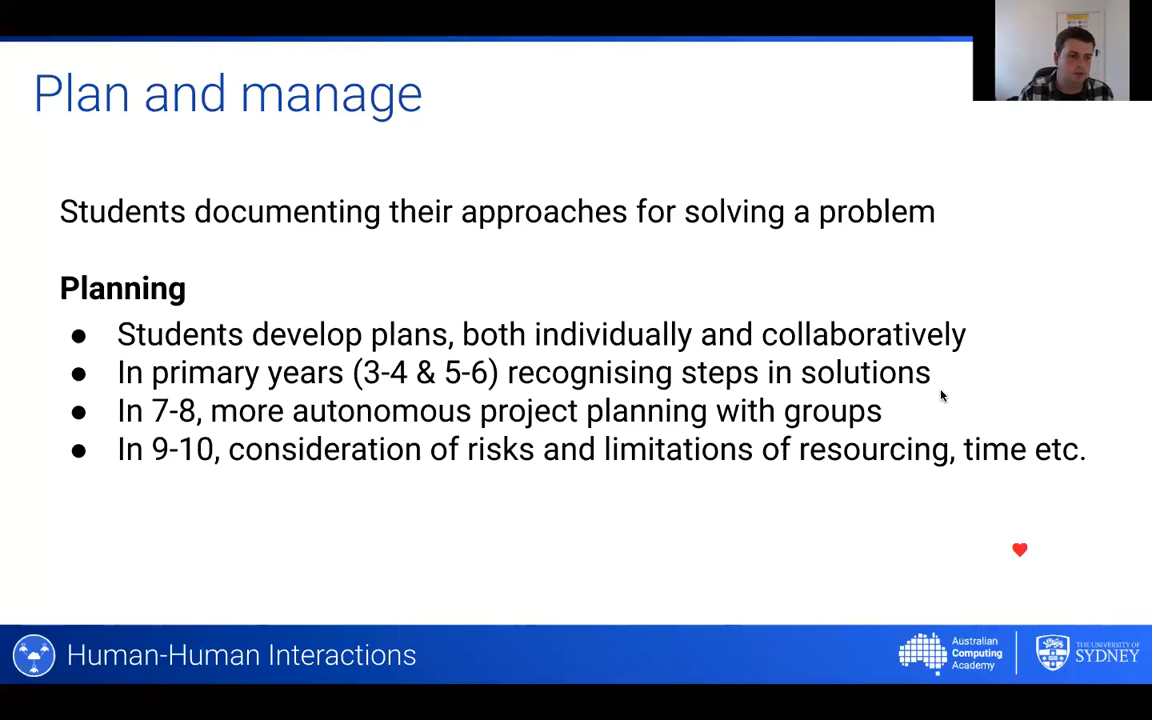 Plan and manage
Students documenting their approaches for solving a problem
Planning
● Students develop plans, both individually and collaboratively
● In primary years (3-4 & 5-6) recognising steps in solutions
● In 7-8, more autonomous project planning with groups
● In 9-10, consideration of risks and limitations of resourcing, time etc.
Human-Human Interactions
Australian
Computing
Academy
THE UNIVERSITY OF
SYDNEY